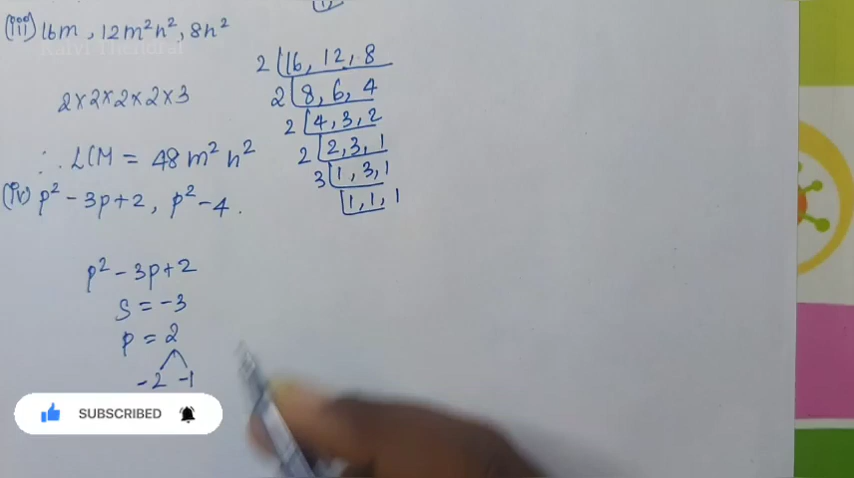 (iii) 16m, 12m²n², 8n²
2 | 16, 12, 8
2 | 8, 6, 4
2 | 4, 3, 2
2 | 2, 3, 1
3 | 1, 3, 1
1, 1, 1
2×2×2×2×3
∴ LCM = 48 m² n²
(iv) p² - 3p + 2, p² - 4.
p² - 3p + 2
S = -3
P = 2
-2 -1
SUBSCRIBED